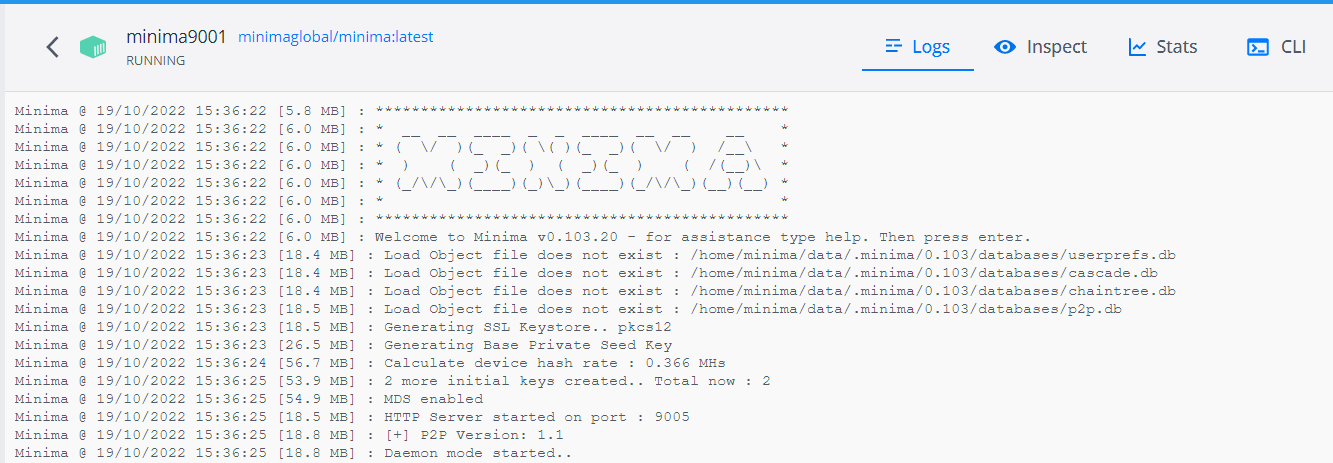 minima9001 minimaglobal/minima:latest
RUNNING
Logs Inspect Stats CLI
Minima @ 19/10/2022 15:36:22 [5.8 MB] : **********************************************
Minima @ 19/10/2022 15:36:22 [6.0 MB] : *  __  __  ____  _  _  ____  __  __    __    *
Minima @ 19/10/2022 15:36:22 [6.0 MB] : * (  \/  )(_  _)( \( )(_  _)(  \/  )  /__\   *
Minima @ 19/10/2022 15:36:22 [6.0 MB] : *  )    (  _)(_  )  (  _)(_  )    (  /(__)\  *
Minima @ 19/10/2022 15:36:22 [6.0 MB] : * (_/\/\_)(____)(_)\_)(____)(_/\/\_)(__)(__) *
Minima @ 19/10/2022 15:36:22 [6.0 MB] : *                                            *
Minima @ 19/10/2022 15:36:22 [6.0 MB] : **********************************************
Minima @ 19/10/2022 15:36:22 [6.0 MB] : Welcome to Minima v0.103.20 - for assistance type help. Then press enter.
Minima @ 19/10/2022 15:36:23 [18.4 MB] : Load Object file does not exist : /home/minima/data/.minima/0.103/databases/userprefs.db
Minima @ 19/10/2022 15:36:23 [18.4 MB] : Load Object file does not exist : /home/minima/data/.minima/0.103/databases/cascade.db
Minima @ 19/10/2022 15:36:23 [18.4 MB] : Load Object file does not exist : /home/minima/data/.minima/0.103/databases/chaintree.db
Minima @ 19/10/2022 15:36:23 [18.5 MB] : Load Object file does not exist : /home/minima/data/.minima/0.103/databases/p2p.db
Minima @ 19/10/2022 15:36:23 [18.5 MB] : Generating SSL Keystore.. pkcs12
Minima @ 19/10/2022 15:36:23 [26.5 MB] : Generating Base Private Seed Key
Minima @ 19/10/2022 15:36:24 [56.7 MB] : Calculate device hash rate : 0.366 MHs
Minima @ 19/10/2022 15:36:25 [53.9 MB] : 2 more initial keys created.. Total now : 2
Minima @ 19/10/2022 15:36:25 [54.9 MB] : MDS enabled
Minima @ 19/10/2022 15:36:25 [18.5 MB] : HTTP Server started on port : 9005
Minima @ 19/10/2022 15:36:25 [18.8 MB] : [+] P2P Version: 1.1
Minima @ 19/10/2022 15:36:25 [18.8 MB] : Daemon mode started..